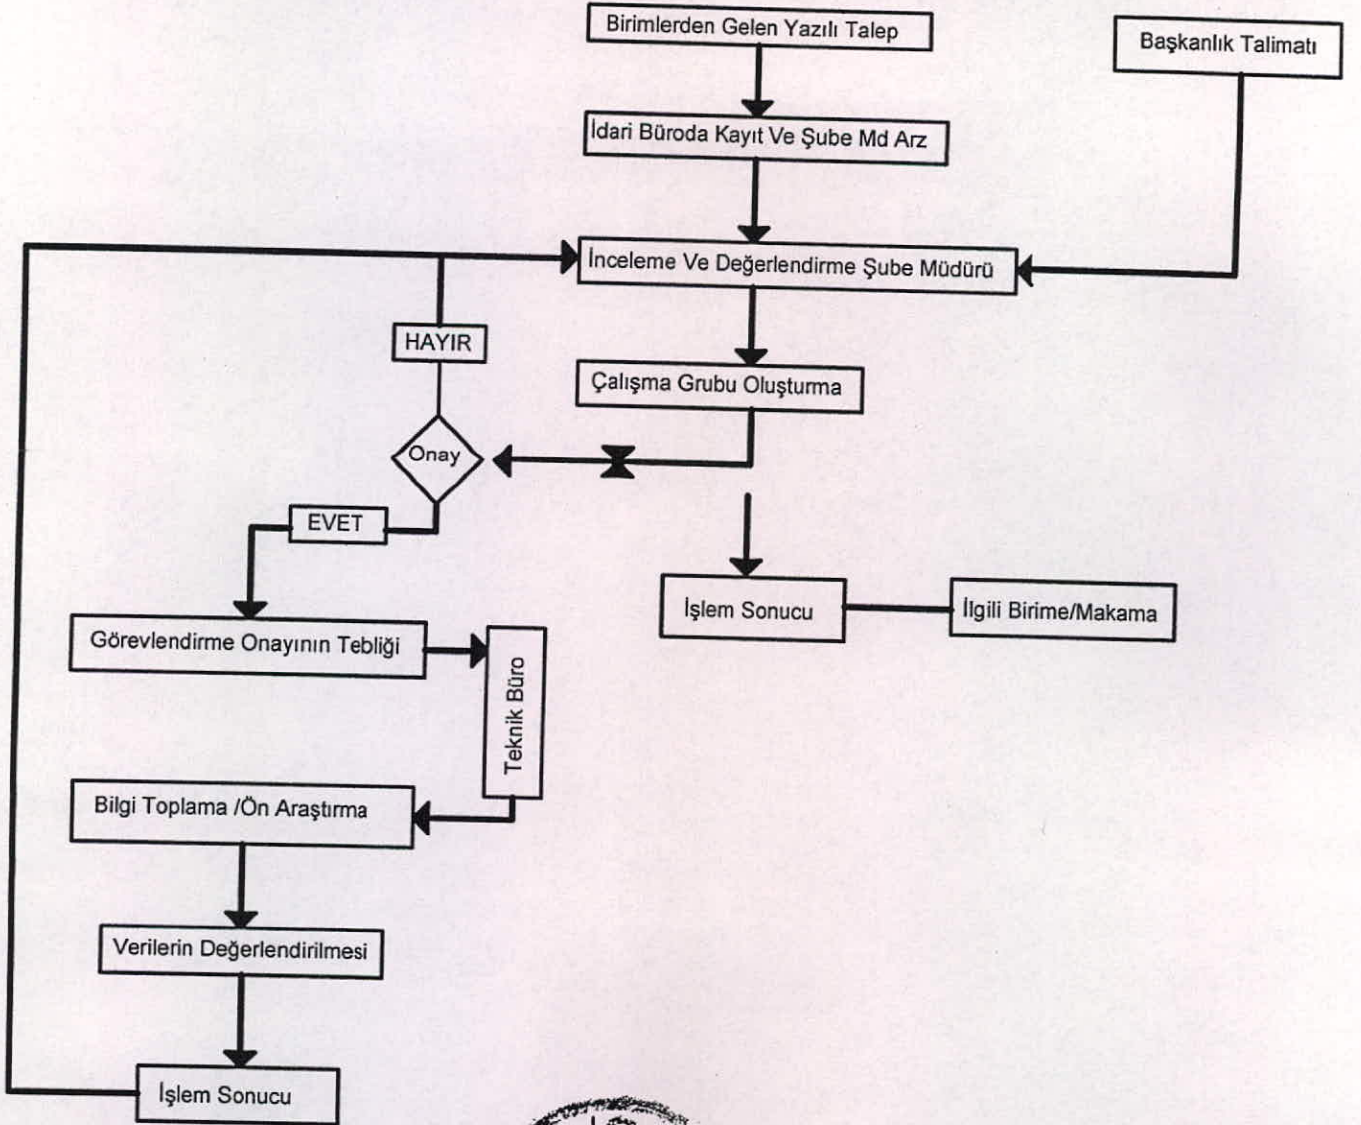 Birimlerden Gelen Yazılı Talep
Başkanlık Talimatı
İdari Büroda Kayıt Ve Şube Md Arz
İnceleme Ve Değerlendirme Şube Müdürü
HAYIR
Çalışma Grubu Oluşturma
Onay
EVET
İşlem Sonucu
İlgili Birime/Makama
Görevlendirme Onayının Tebliği
Teknik Büro
Bilgi Toplama /Ön Araştırma
Verilerin Değerlendirilmesi
İşlem Sonucu